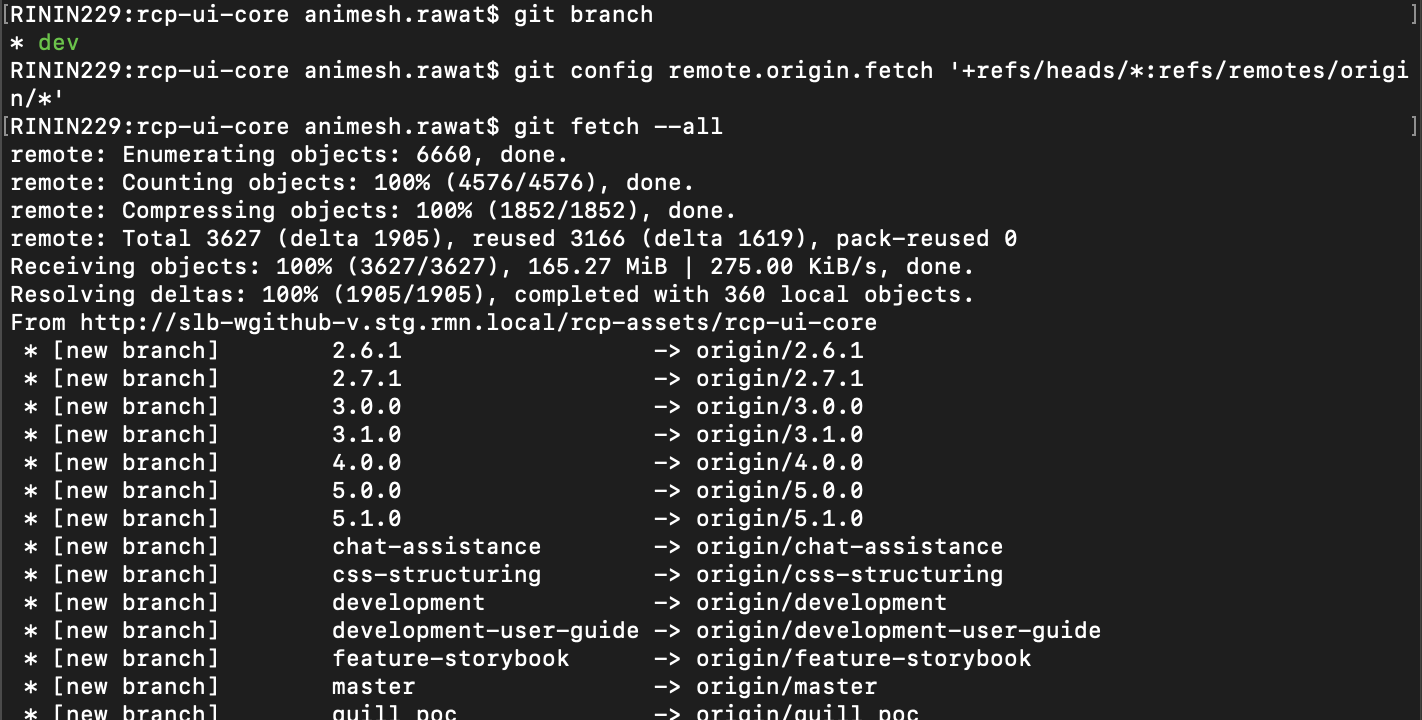 [RININ229:rcp-ui-core animesh.rawat$ git branch ]
* dev
RININ229:rcp-ui-core animesh.rawat$ git config remote.origin.fetch '+refs/heads/*:refs/remotes/origi
n/*'
[RININ229:rcp-ui-core animesh.rawat$ git fetch --all ]
remote: Enumerating objects: 6660, done.
remote: Counting objects: 100% (4576/4576), done.
remote: Compressing objects: 100% (1852/1852), done.
remote: Total 3627 (delta 1905), reused 3166 (delta 1619), pack-reused 0
Receiving objects: 100% (3627/3627), 165.27 MiB | 275.00 KiB/s, done.
Resolving deltas: 100% (1905/1905), completed with 360 local objects.
From http://slb-wgithub-v.stg.rmn.local/rcp-assets/rcp-ui-core
 * [new branch]        2.6.1                  -> origin/2.6.1
 * [new branch]        2.7.1                  -> origin/2.7.1
 * [new branch]        3.0.0                  -> origin/3.0.0
 * [new branch]        3.1.0                  -> origin/3.1.0
 * [new branch]        4.0.0                  -> origin/4.0.0
 * [new branch]        5.0.0                  -> origin/5.0.0
 * [new branch]        5.1.0                  -> origin/5.1.0
 * [new branch]        chat-assistance        -> origin/chat-assistance
 * [new branch]        css-structuring        -> origin/css-structuring
 * [new branch]        development            -> origin/development
 * [new branch]        development-user-guide -> origin/development-user-guide
 * [new branch]        feature-storybook      -> origin/feature-storybook
 * [new branch]        master                 -> origin/master
 * [new branch]        quill_poc              -> origin/quill_poc